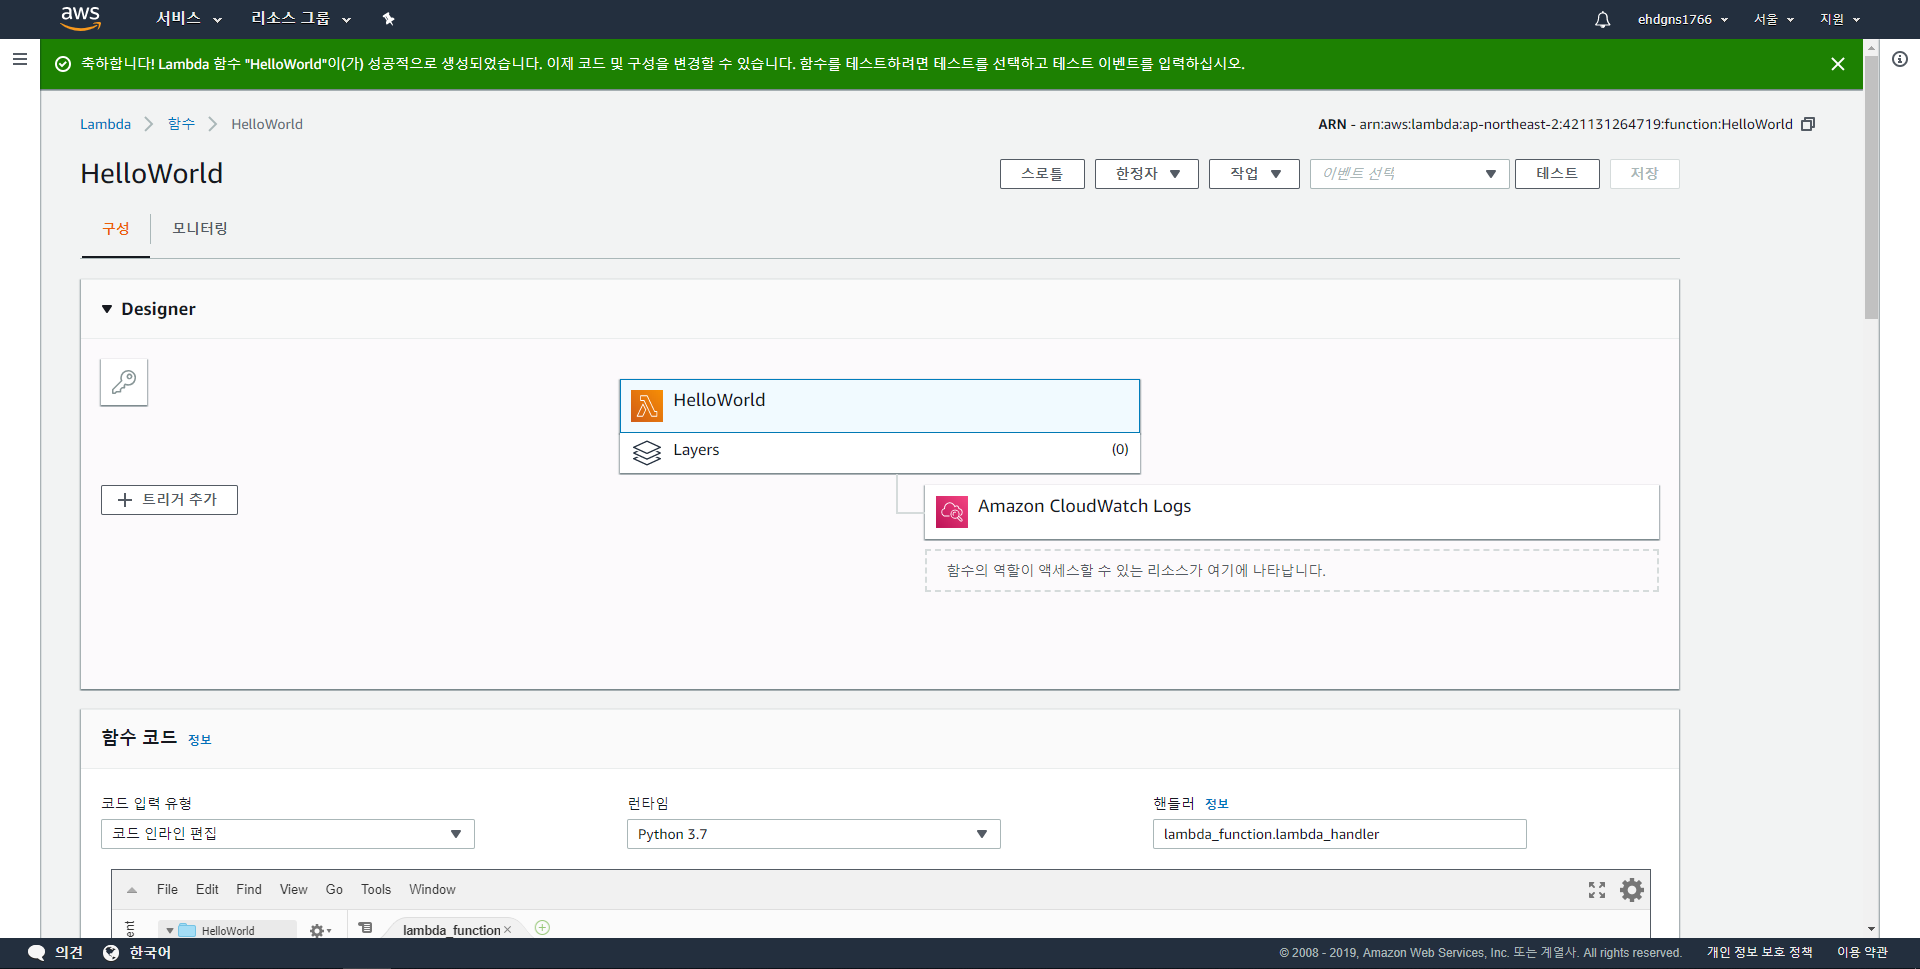 aws 서비스 리소스 그룹 ehdgns1766 서울 지원
축하합니다! Lambda 함수 "HelloWorld"이(가) 성공적으로 생성되었습니다. 이제 코드 및 구성을 변경할 수 있습니다. 함수를 테스트하려면 테스트를 선택하고 테스트 이벤트를 입력하십시오.
Lambda 함수 HelloWorld ARN - arn:aws:lambda:ap-northeast-2:421131264719:function:HelloWorld
HelloWorld 스로틀 한정자 작업 이벤트 선택 테스트 저장
구성 모니터링
Designer
HelloWorld
Layers (0)
트리거 추가
Amazon CloudWatch Logs
함수의 역할이 액세스할 수 있는 리소스가 여기에 나타납니다.
함수 코드 정보
코드 입력 유형 런타임 핸들러 정보
코드 인라인 편집 Python 3.7 lambda_function.lambda_handler
File Edit Find View Go Tools Window
HelloWorld lambda_function
의견 한국어 © 2008 - 2019, Amazon Web Services, Inc. 또는 계열사. All rights reserved. 개인 정보 보호 정책 이용 약관